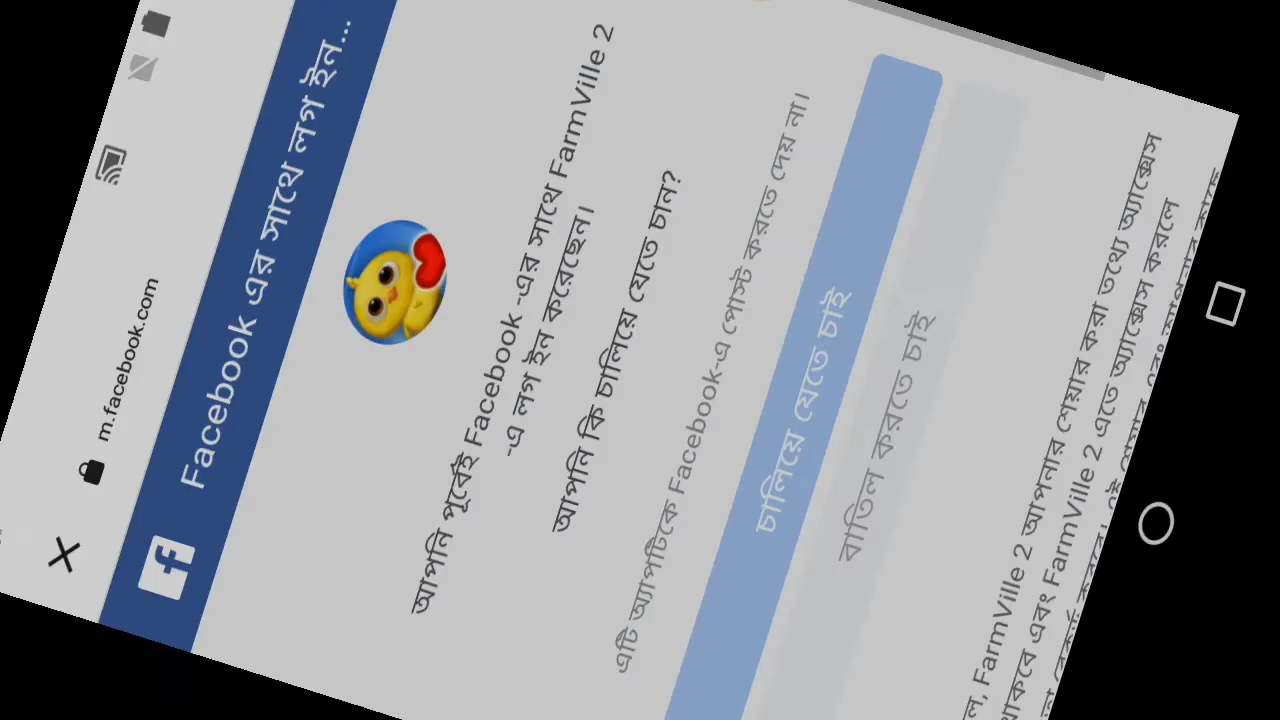 m.facebook.com
Facebook এর সাথে লগ ইন...
আপনি পূর্বেই Facebook -এর সাথে FarmVille 2
-এ লগ ইন করেছেন।
আপনি কি চালিয়ে যেতে চান?
এটি অ্যাপটিকে Facebook-এ পোস্ট করতে দেয় না।
চালিয়ে যেতে চাই
বাতিল করতে চাই
FarmVille 2 আপনার শেয়ার করা তথ্যে অ্যাক্সেস
থাকবে এবং FarmVille 2 এতে অ্যাক্সেস করলে